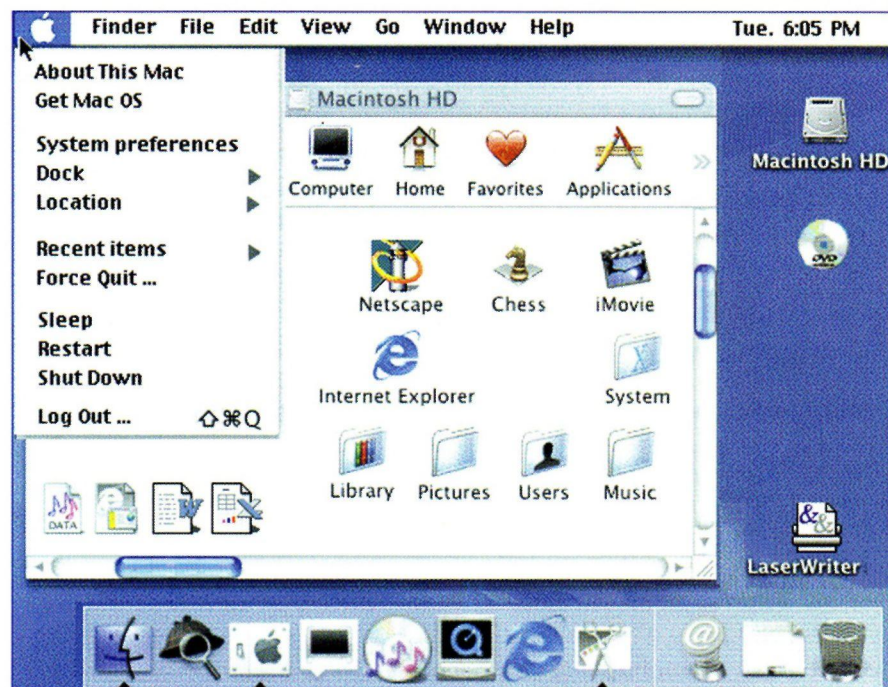 Finder File Edit View Go Window Help Tue. 6:05 PM
About This Mac
Get Mac OS
System preferences
Dock
Location
Recent items
Force Quit ...
Sleep
Restart
Shut Down
Log Out ... ⇧⌘Q
Macintosh HD
Computer Home Favorites Applications
Netscape Chess iMovie
Internet Explorer System
Library Pictures Users Music
DATA
Macintosh HD
DVD
&&
LaserWriter
@